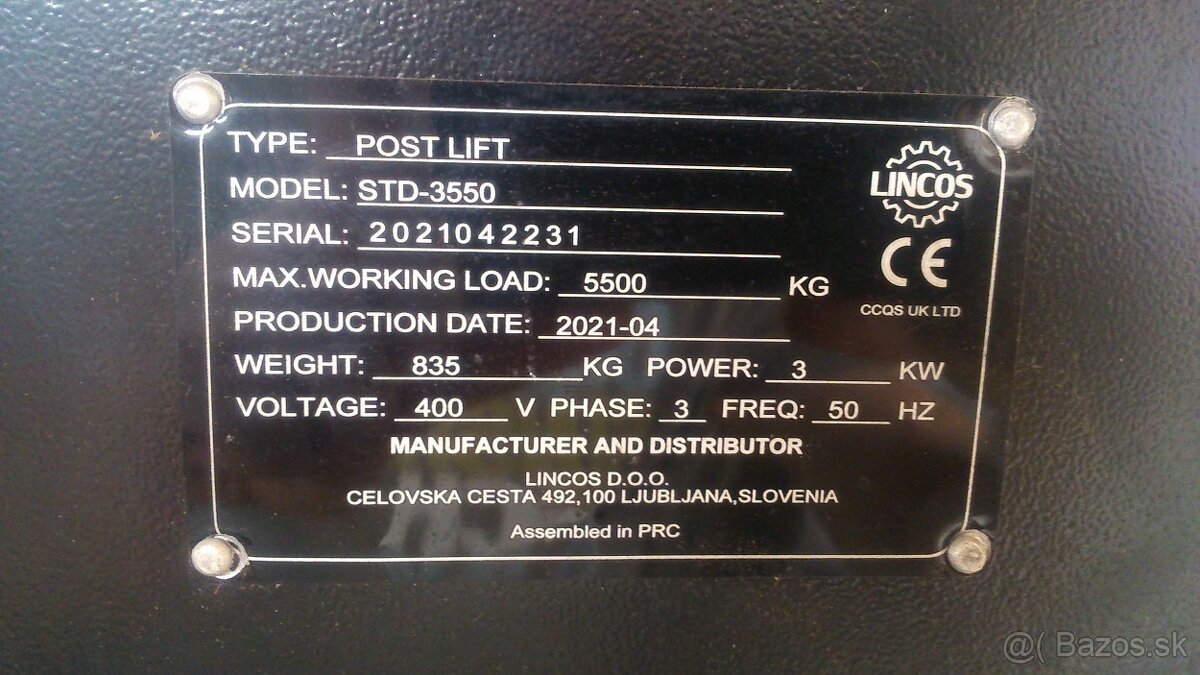 TYPE: POST LIFT
MODEL: STD-3550
SERIAL: 2021042231
MAX.WORKING LOAD: 5500 KG
PRODUCTION DATE: 2021-04
WEIGHT: 835 KG POWER: 3 KW
VOLTAGE: 400 V PHASE: 3 FREQ: 50 HZ
LINCOS
CE
CCQS UK LTD
MANUFACTURER AND DISTRIBUTOR
LINCOS D.O.O.
CELOVSKA CESTA 492,100 LJUBLJANA,SLOVENIA
Assembled in PRC
@( Bazos.sk